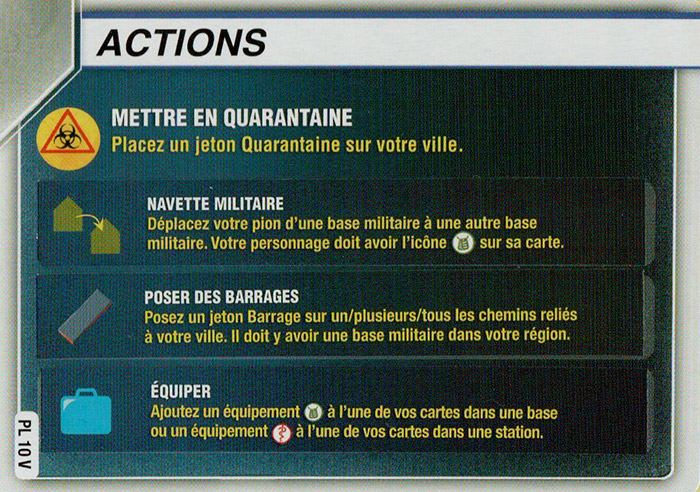 ACTIONS
METTRE EN QUARANTAINE
Placez un jeton Quarantaine sur votre ville.
NAVETTE MILITAIRE
Déplacez votre pion d'une base militaire à une autre base
militaire. Votre personnage doit avoir l'icône sur sa carte.
POSER DES BARRAGES
Posez un jeton Barrage sur un/plusieurs/tous les chemins reliés
à votre ville. Il doit y avoir une base militaire dans votre région.
ÉQUIPER
Ajoutez un équipement à l'une de vos cartes dans une base
ou un équipement à l'une de vos cartes dans une station.
PL 10 V